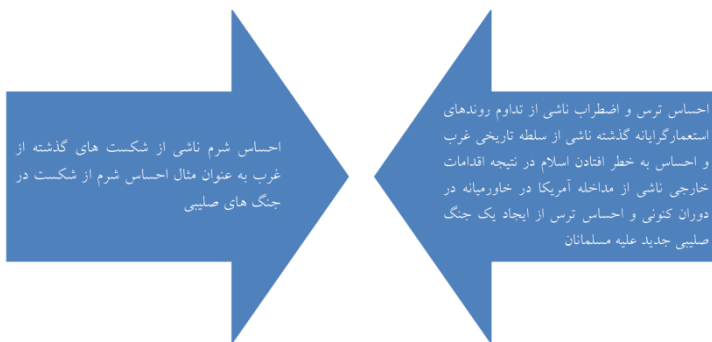 احساس ترس و اضطراب ناشی از تداوم روندهای
استعمارگرایانه گذشته ناشی از سلطه تاریخی غرب
و احساس به خطر افتادن اسلام در نتیجه اقدامات
خارجی ناشی از مداخله آمریکا در خاورمیانه در
دوران کنونی و احساس ترس از ایجاد یک جنگ
صلیبی جدید علیه مسلمانان
احساس شرم ناشی از شکست های گذشته از
غرب به عنوان مثال احساس شرم از شکست در
جنگ های صلیبی